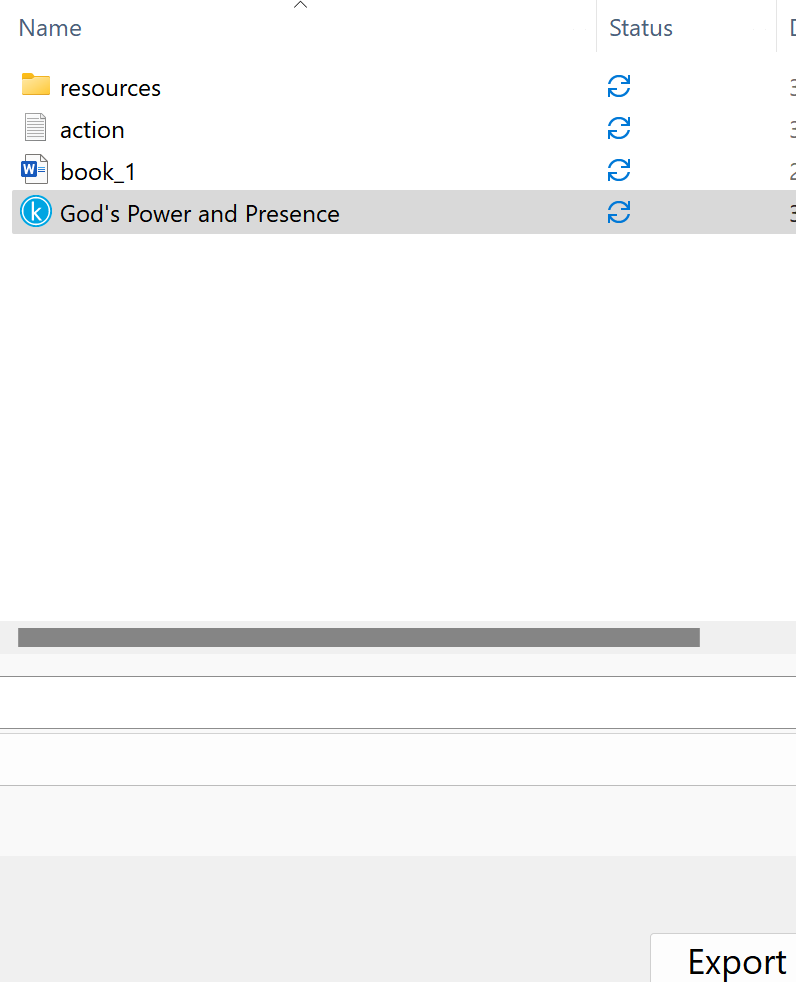 Name Status
resources
action
book_1
God's Power and Presence
Export